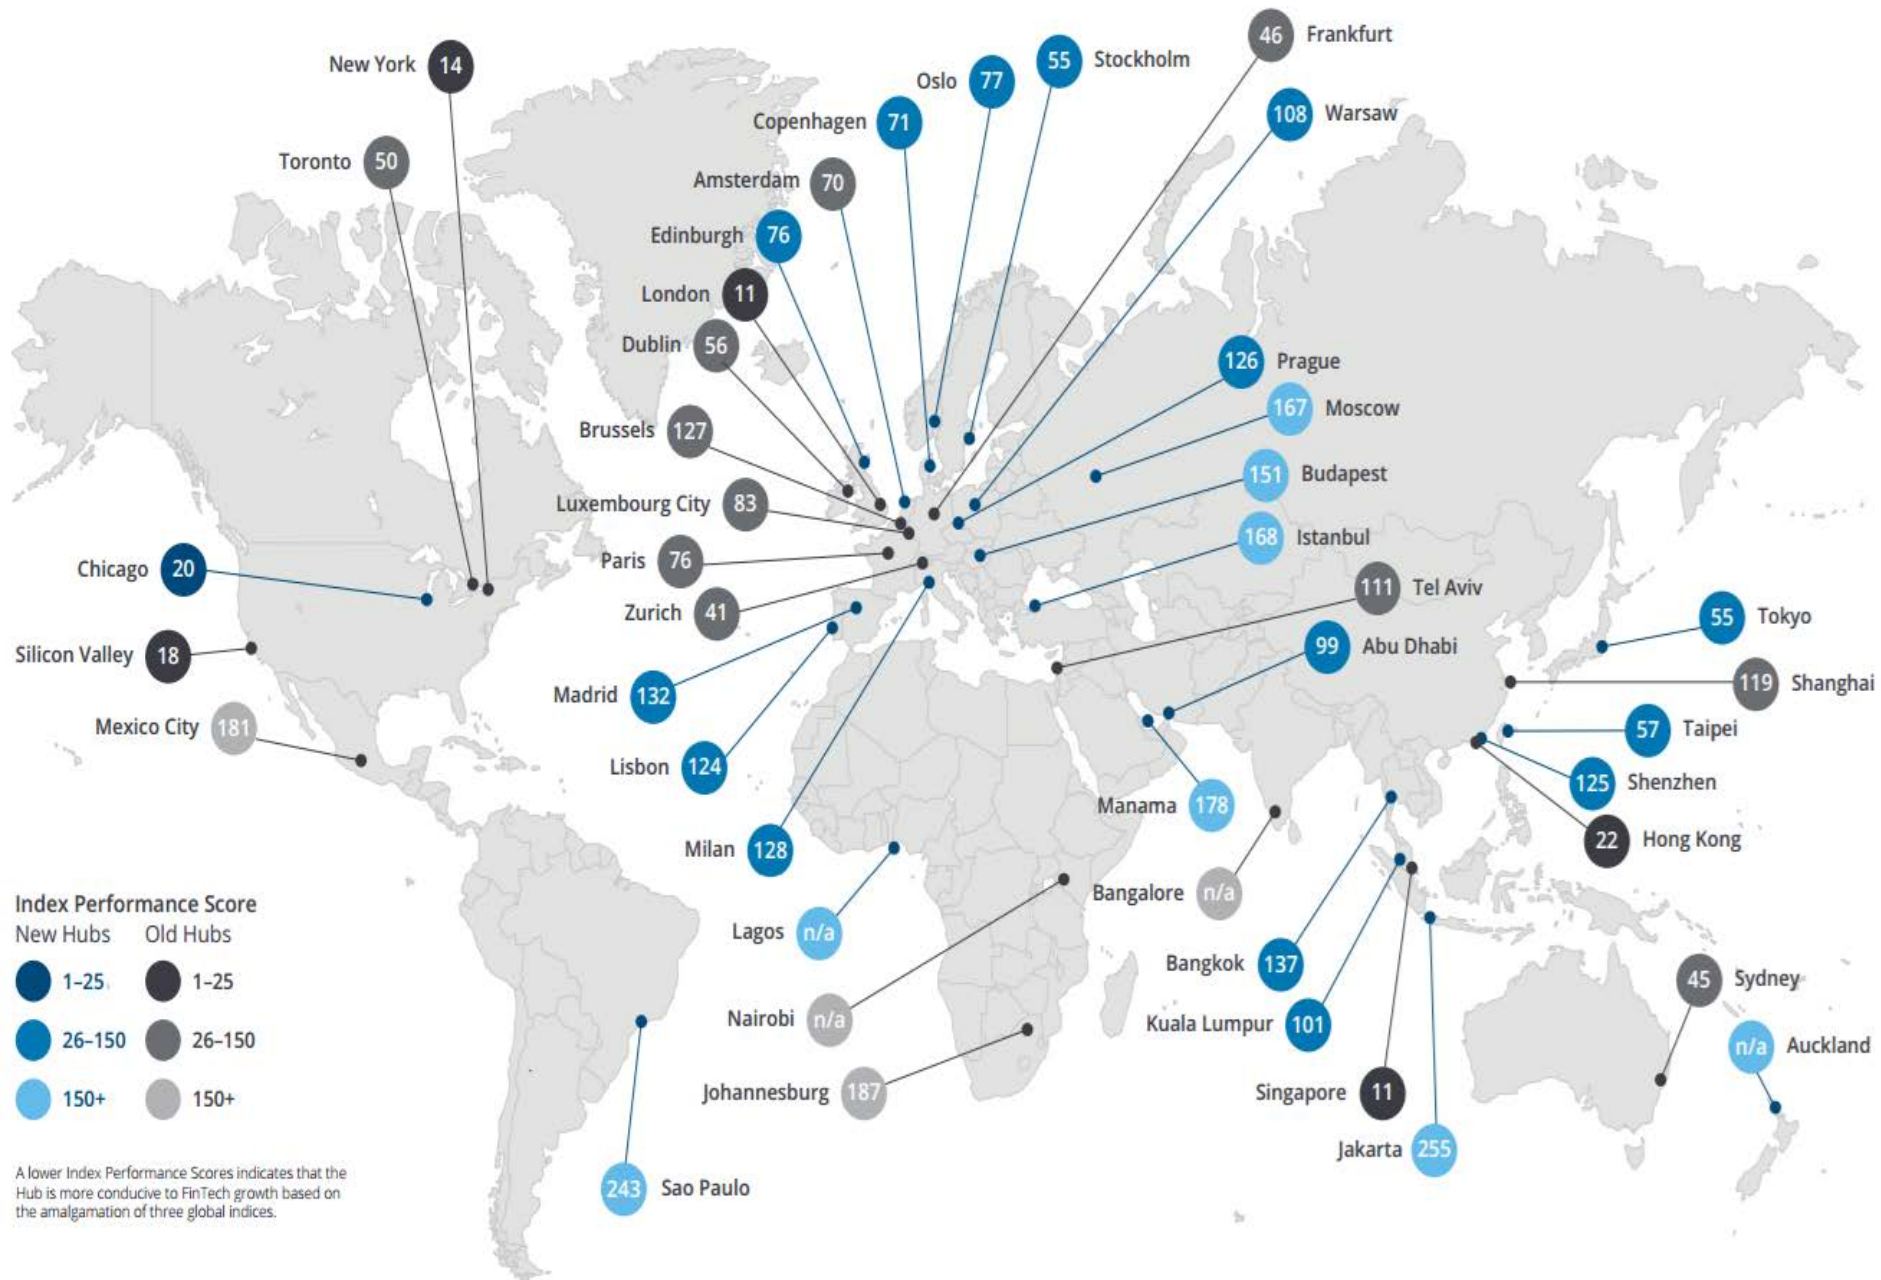 46 Frankfurt
New York 14
55 Stockholm
Oslo 77
Copenhagen 71
108 Warsaw
Toronto 50
Amsterdam 70
Edinburgh 76
London 11
Dublin 56
126 Prague
167 Moscow
Brussels 127
151 Budapest
Luxembourg City 83
168 Istanbul
Paris 76
Chicago 20
111 Tel Aviv
Zurich 41
55 Tokyo
99 Abu Dhabi
Silicon Valley 18
119 Shanghai
Madrid 132
Mexico City 181
57 Taipei
Lisbon 124
125 Shenzhen
Manama 178
22 Hong Kong
Milan 128
Bangalore n/a
Lagos n/a
Bangkok 137
45 Sydney
Nairobi n/a
Kuala Lumpur 101
n/a Auckland
Johannesburg 187
Singapore 11
Jakarta 255
243 Sao Paulo
Index Performance Score
New Hubs Old Hubs
1–25 1–25
26–150 26–150
150+ 150+
A lower Index Performance Scores indicates that the
Hub is more conducive to FinTech growth based on
the amalgamation of three global indices.